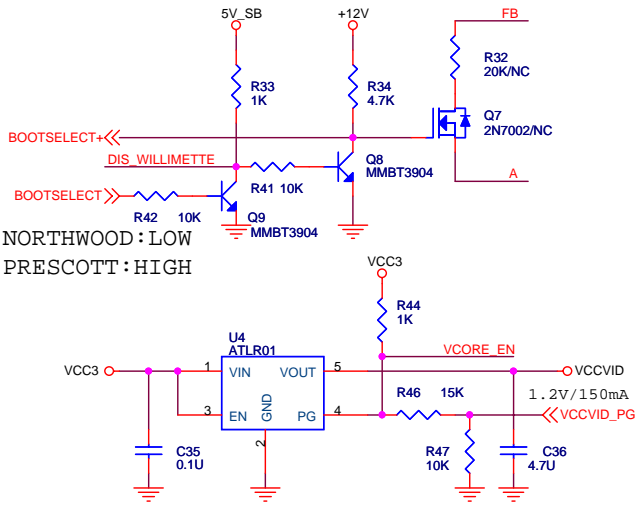 5V_SB
+12V
FB
R33
1K
R34
4.7K
R32
20K/NC
Q7
2N7002/NC
BOOTSELECT+
DIS_WILLIMETTE
Q8
MMBT3904
A
BOOTSELECT
R41 10K
R42 10K
Q9
MMBT3904
NORTHWOOD:LOW
PRESCOTT:HIGH
VCC3
R44
1K
U4
ATLR01
VCORE_EN
VCC3
1
VIN
VOUT
5
VCCVID
1.2V/150mA
3
EN
GND
PG
4
R46 15K
VCCVID_PG
2
C35
0.1U
R47
10K
C36
4.7U